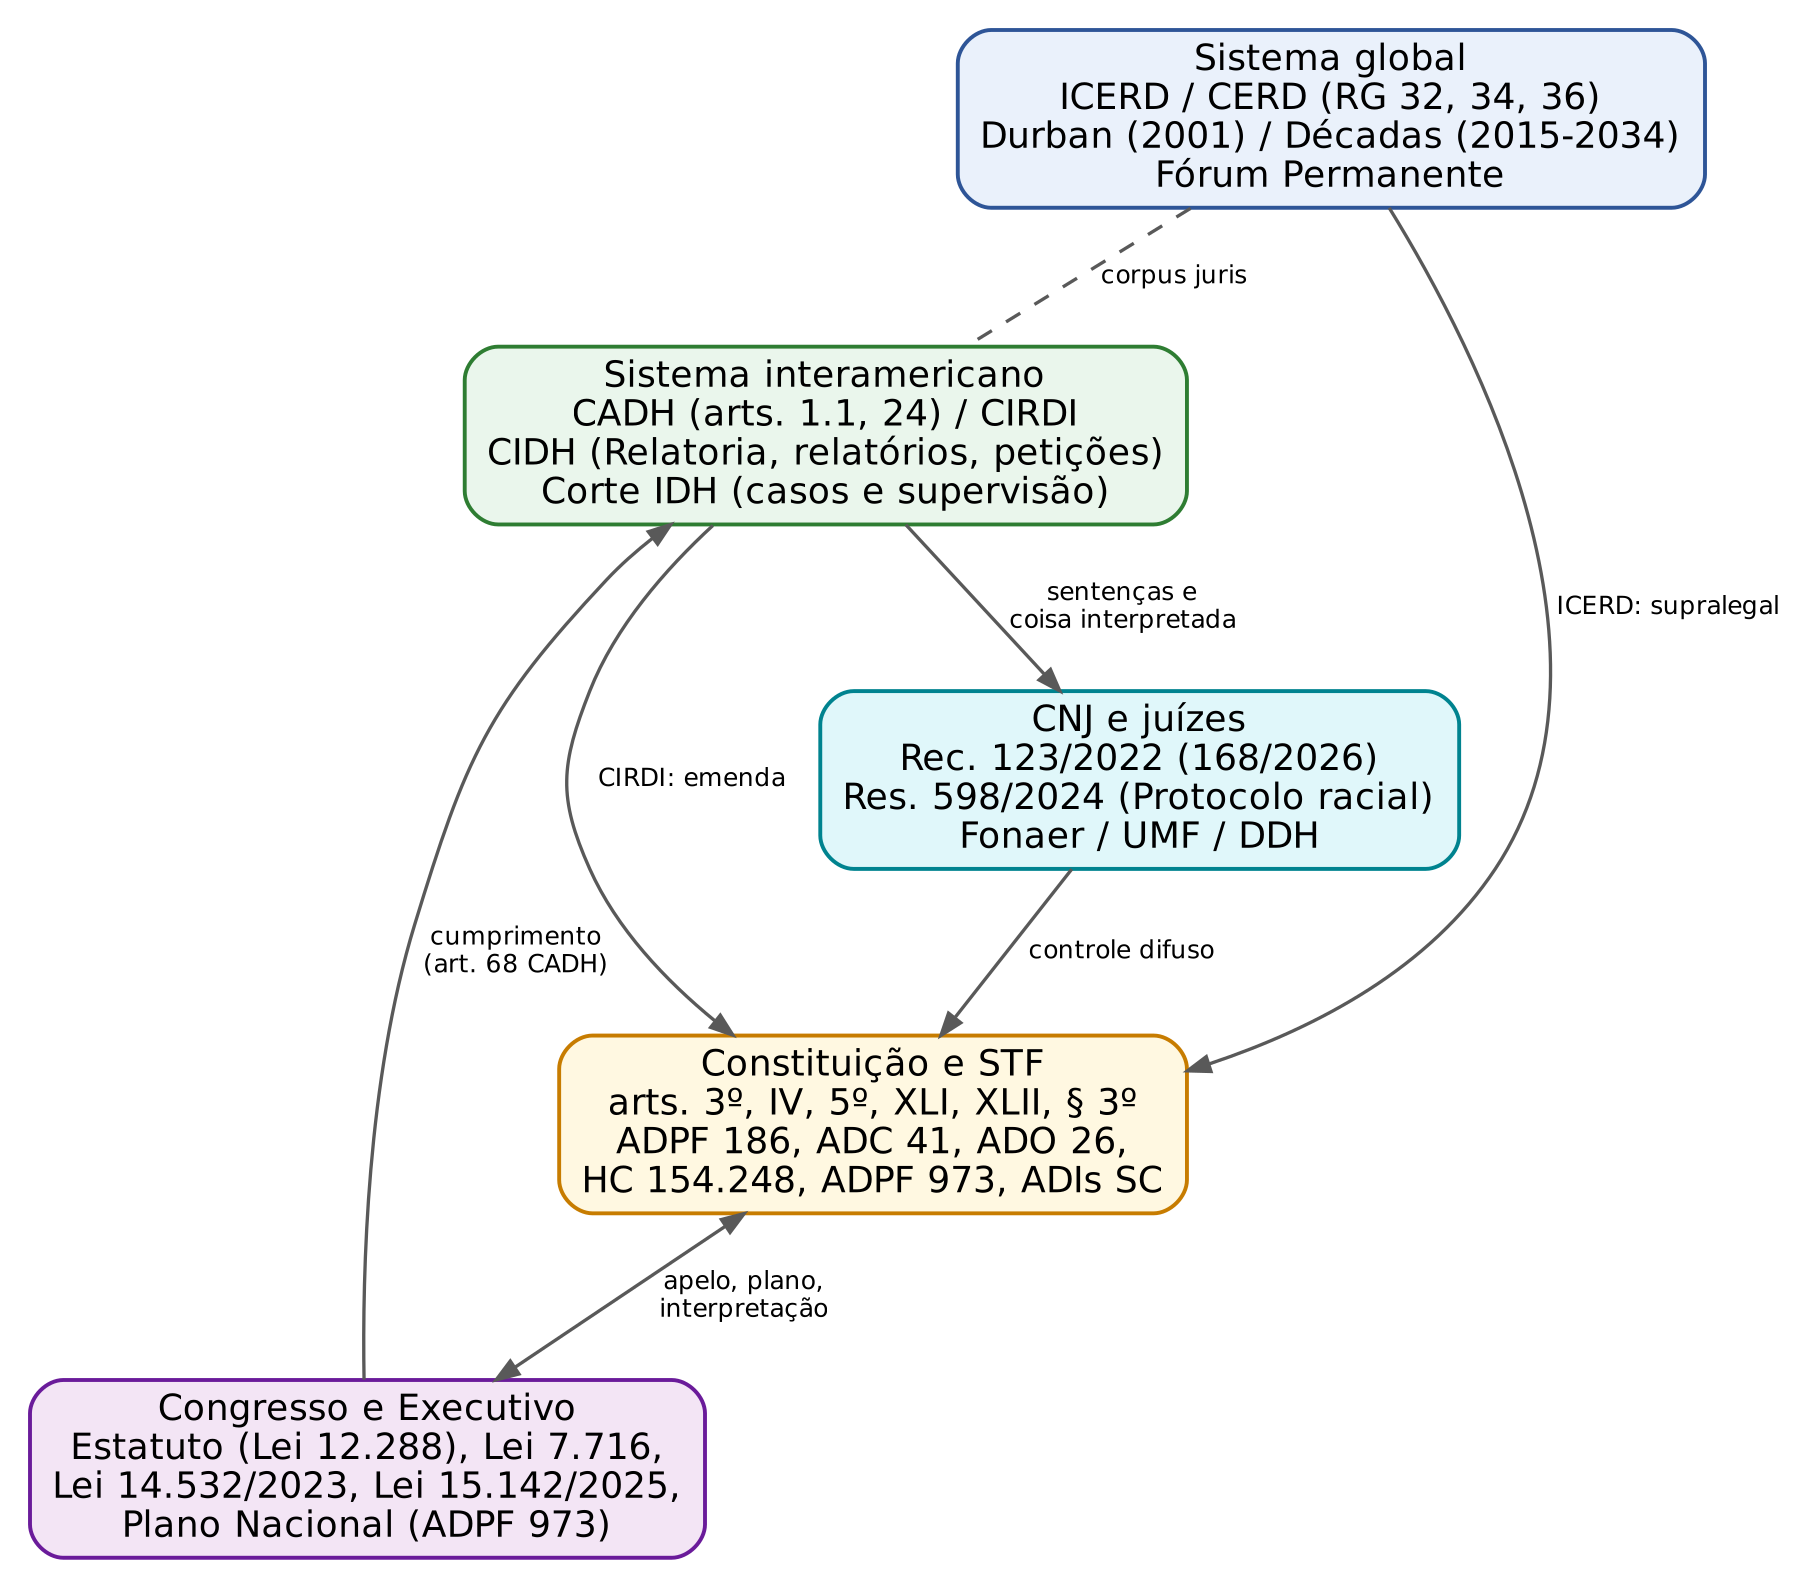 Sistema global
ICERD / CERD (RG 32, 34, 36)
Durban (2001) / Décadas (2015-2034)
Fórum Permanente
corpus juris
Sistema interamericano
CADH (arts. 1.1, 24) / CIRDI
CIDH (Relatoria, relatórios, petições)
Corte IDH (casos e supervisão)
sentenças e
coisa interpretada
ICERD: supralegal
CNJ e juízes
Rec. 123/2022 (168/2026)
Res. 598/2024 (Protocolo racial)
Fonaer / UMF / DDH
CIRDI: emenda
cumprimento
(art. 68 CADH)
controle difuso
Constituição e STF
arts. 3º, IV, 5º, XLI, XLII, § 3º
ADPF 186, ADC 41, ADO 26,
HC 154.248, ADPF 973, ADIs SC
apelo, plano,
interpretação
Congresso e Executivo
Estatuto (Lei 12.288), Lei 7.716,
Lei 14.532/2023, Lei 15.142/2025,
Plano Nacional (ADPF 973)